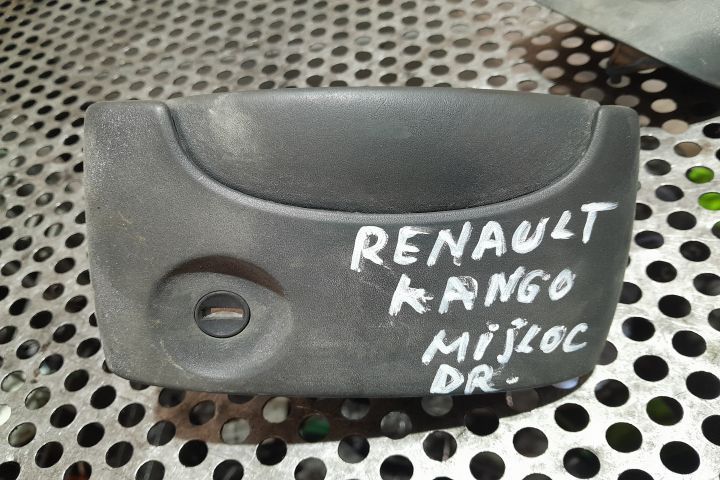 RENAULT
KANGO
MIJLOC
DR.